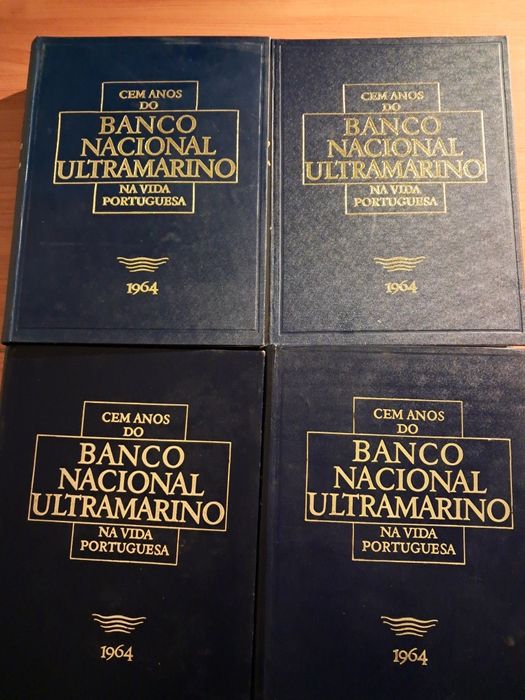 CEM ANOS
DO
BANCO
NACIONAL
ULTRAMARINO
NA VIDA
PORTUGUESA
1964
CEM ANOS
DO
BANCO
NACIONAL
ULTRAMARINO
NA VIDA
PORTUGUESA
1964
CEM ANOS
DO
BANCO
NACIONAL
ULTRAMARINO
NA VIDA
PORTUGUESA
1964
CEM ANOS
DO
BANCO
NACIONAL
ULTRAMARINO
NA VIDA
PORTUGUESA
1964